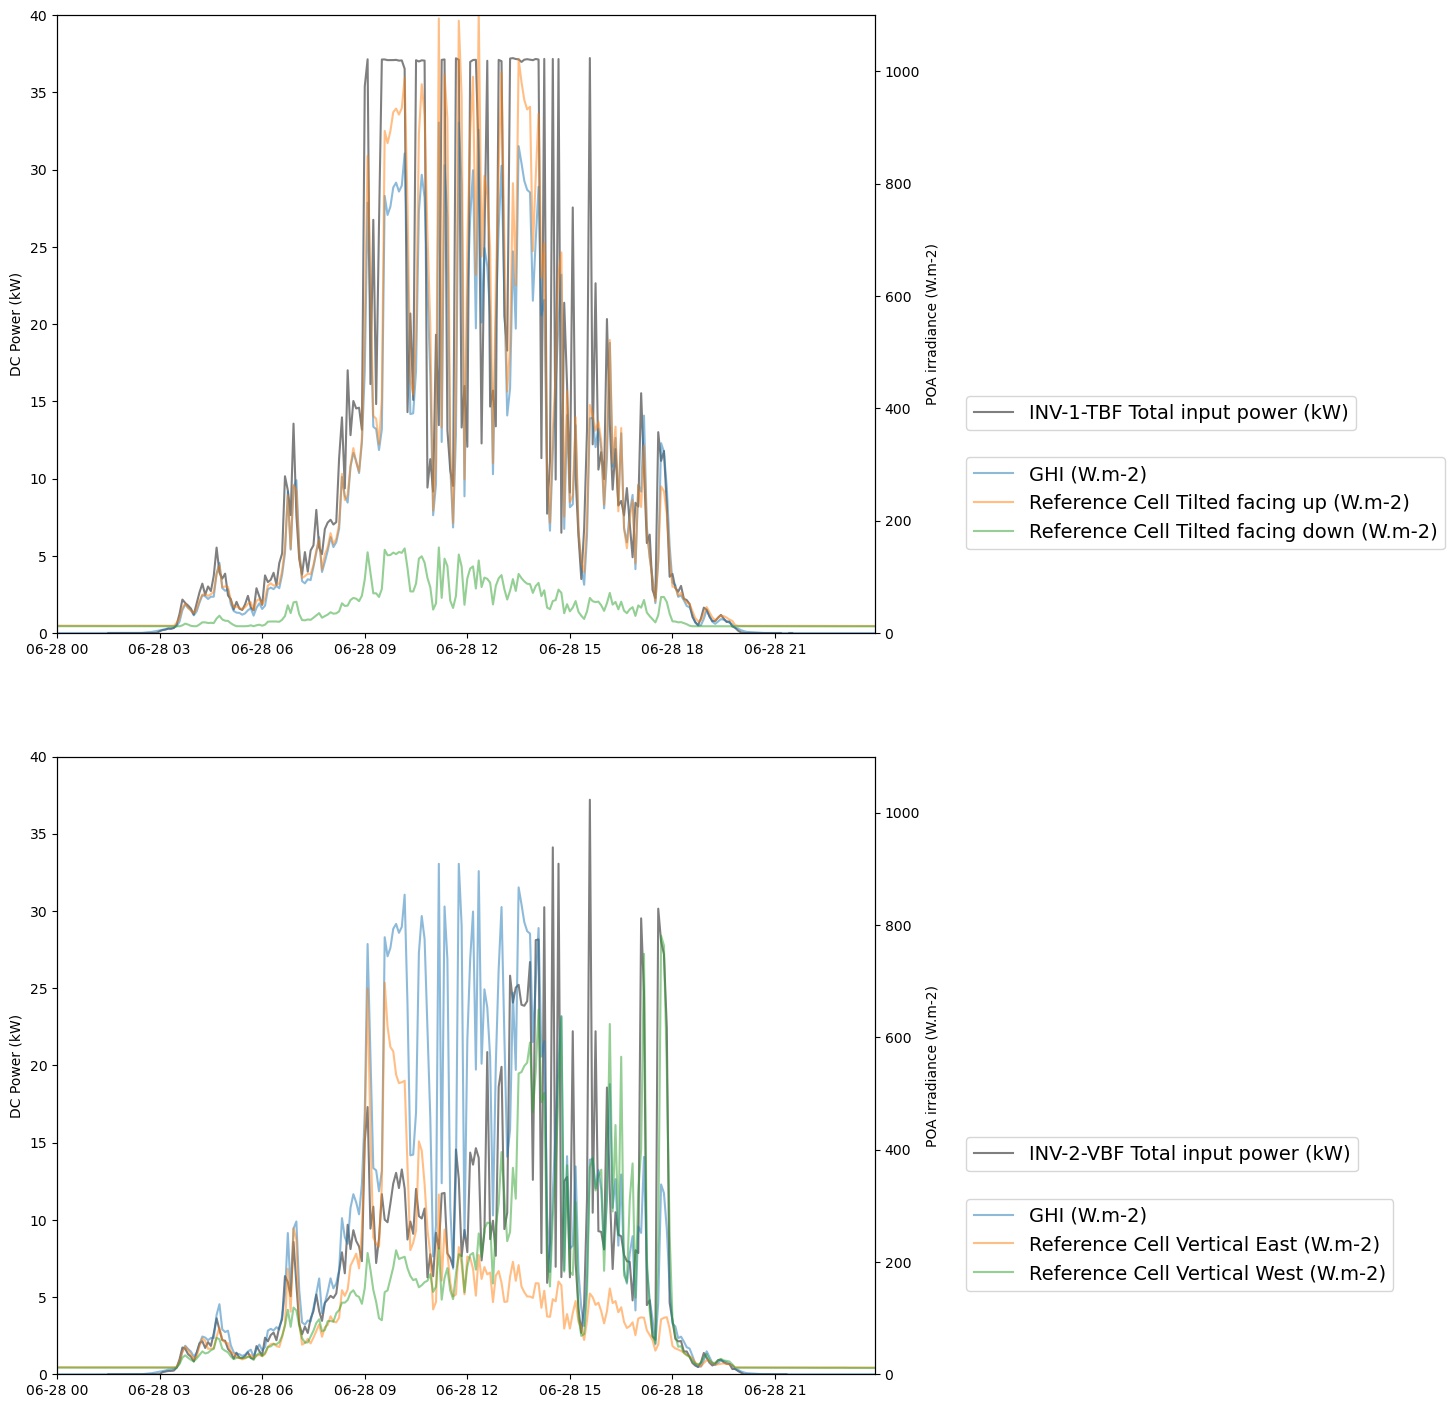 40
35
30
25
20
15
10
5
0
DC Power (kW)
1000
800
600
400
200
0
POA irradiance (W.m-2)
06-28 00 06-28 03 06-28 06 06-28 09 06-28 12 06-28 15 06-28 18 06-28 21
INV-1-TBF Total input power (kW)
GHI (W.m-2)
Reference Cell Tilted facing up (W.m-2)
Reference Cell Tilted facing down (W.m-2)
40
35
30
25
20
15
10
5
0
DC Power (kW)
1000
800
600
400
200
0
POA irradiance (W.m-2)
06-28 00 06-28 03 06-28 06 06-28 09 06-28 12 06-28 15 06-28 18 06-28 21
INV-2-VBF Total input power (kW)
GHI (W.m-2)
Reference Cell Vertical East (W.m-2)
Reference Cell Vertical West (W.m-2)